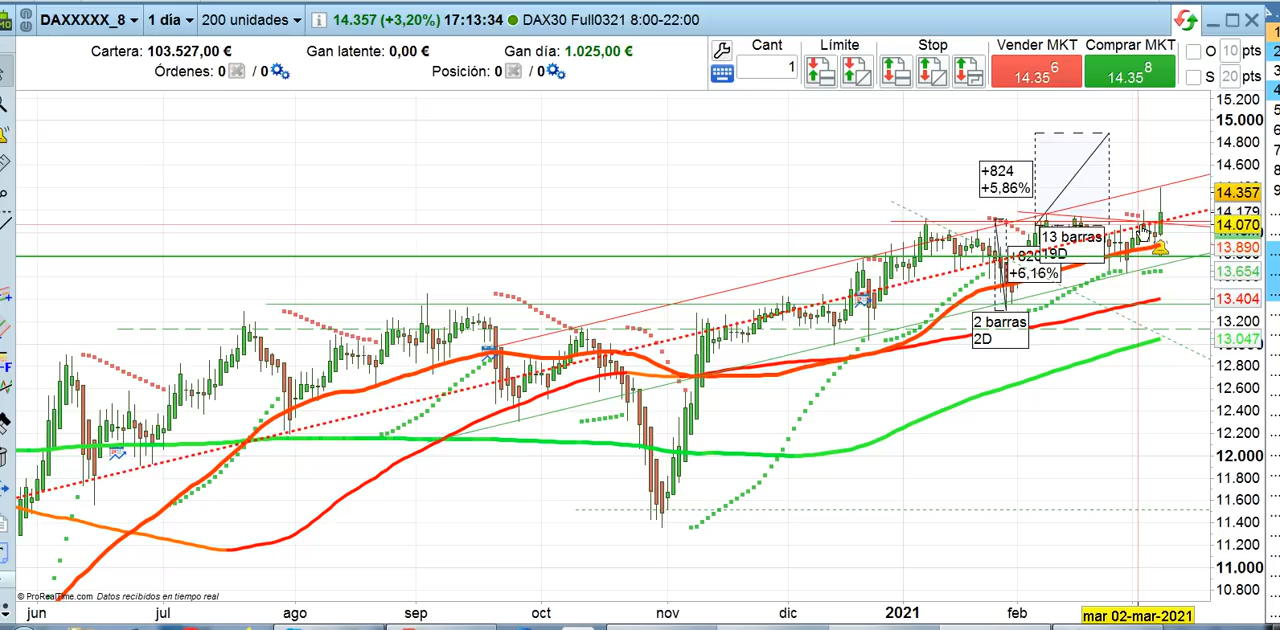 DAXXXXX_8 1 día 200 unidades 14.357 (+3,20%) 17:13:34 DAX30 Full0321 8:00-22:00
Cartera: 103.527,00 € Gan latente: 0,00 € Gan día: 1.025,00 €
Órdenes: 0 / 0 Posición: 0 / 0
Cant Límite Stop Vender MKT Comprar MKT
1 14.35 6 14.35 8
O 10 pts
S 20 pts
15.200
15.000
14.800
14.600
14.357
14.179
14.070
13.890
13.654
13.404
13.200
13.047
12.800
12.600
12.400
12.200
12.000
11.800
11.600
11.400
11.200
11.000
10.800
+824
+5,86%
13 barras
19D
+6,16%
2 barras
2D
© ProRealTime.com Datos recibidos en tiempo real
jun jul ago sep oct nov dic 2021 feb mar 02-mar-2021